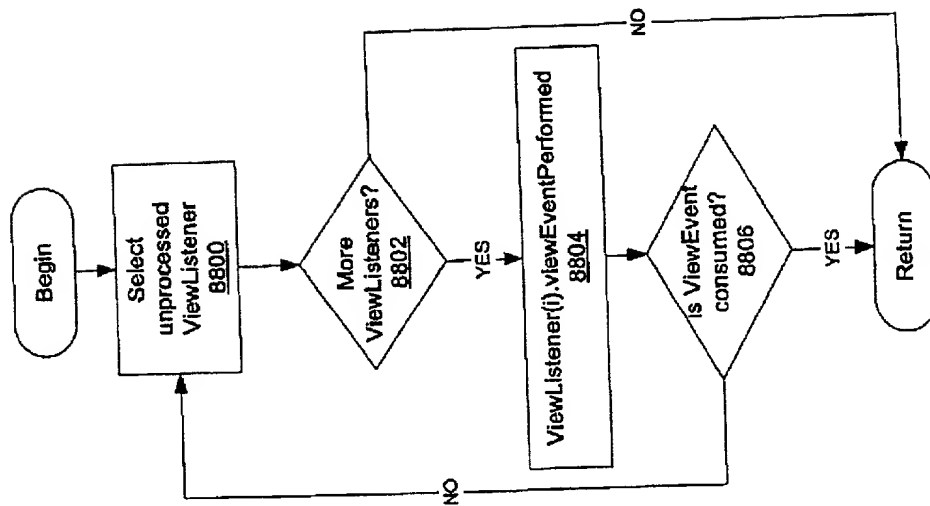 Begin
Select
unprocessed
ViewListener
8800
More
ViewListeners?
8802
NO
YES
ViewListener(i).viewEventPerformed
8804
is ViewEvent
consumed?
8806
NO
YES
Return